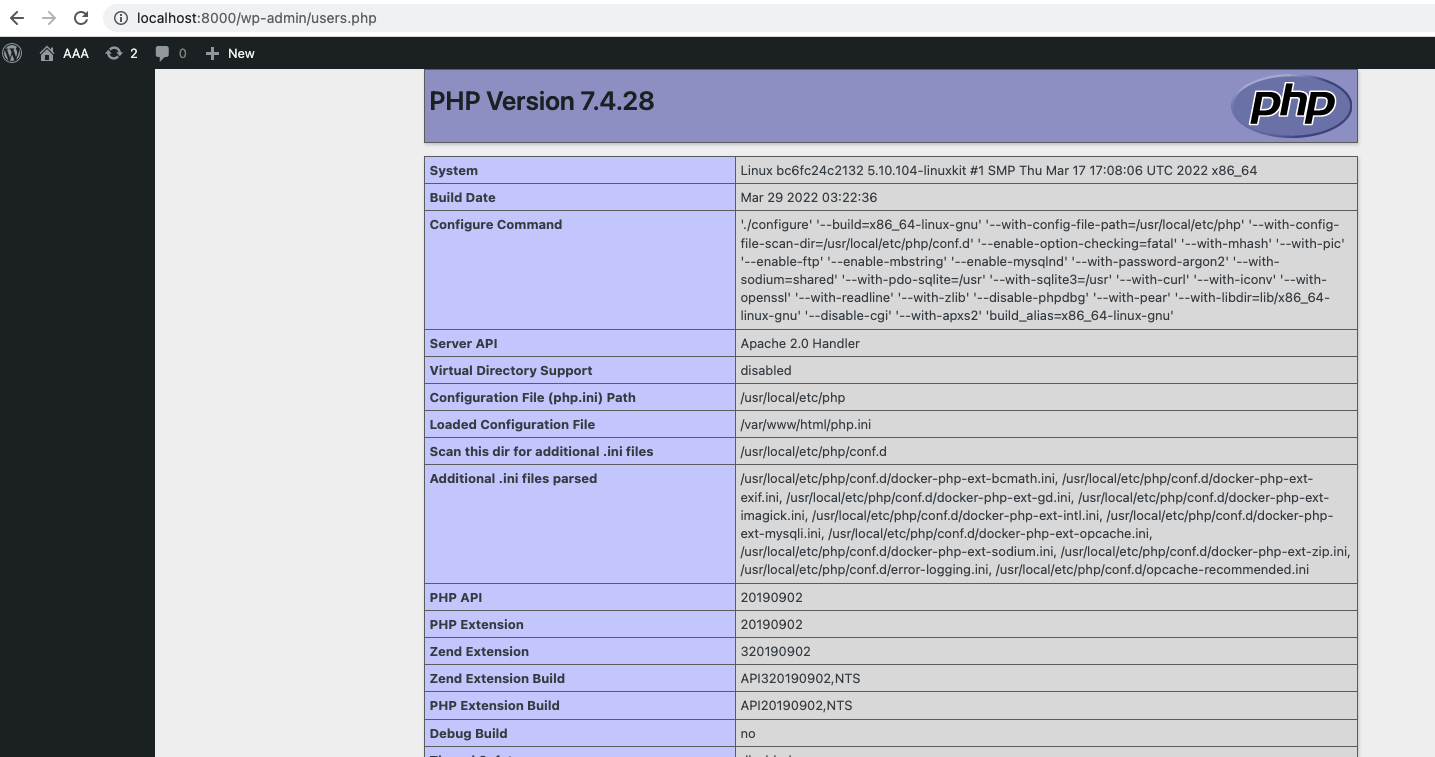 localhost:8000/wp-admin/users.php
AAA 2 0 New
PHP Version 7.4.28
php
System Linux bc6fc24c2132 5.10.104-linuxkit #1 SMP Thu Mar 17 17:08:06 UTC 2022 x86_64
Build Date Mar 29 2022 03:22:36
Configure Command './configure' '--build=x86_64-linux-gnu' '--with-config-file-path=/usr/local/etc/php' '--with-config-
file-scan-dir=/usr/local/etc/php/conf.d' '--enable-option-checking=fatal' '--with-mhash' '--with-pic'
'--enable-ftp' '--enable-mbstring' '--enable-mysqlnd' '--with-password-argon2' '--with-
sodium=shared' '--with-pdo-sqlite=/usr' '--with-sqlite3=/usr' '--with-curl' '--with-iconv' '--with-
openssl' '--with-readline' '--with-zlib' '--disable-phpdbg' '--with-pear' '--with-libdir=lib/x86_64-
linux-gnu' '--disable-cgi' '--with-apxs2' 'build_alias=x86_64-linux-gnu'
Server API Apache 2.0 Handler
Virtual Directory Support disabled
Configuration File (php.ini) Path /usr/local/etc/php
Loaded Configuration File /var/www/html/php.ini
Scan this dir for additional .ini files /usr/local/etc/php/conf.d
Additional .ini files parsed /usr/local/etc/php/conf.d/docker-php-ext-bcmath.ini, /usr/local/etc/php/conf.d/docker-php-ext-
exif.ini, /usr/local/etc/php/conf.d/docker-php-ext-gd.ini, /usr/local/etc/php/conf.d/docker-php-ext-
imagick.ini, /usr/local/etc/php/conf.d/docker-php-ext-intl.ini, /usr/local/etc/php/conf.d/docker-php-
ext-mysqli.ini, /usr/local/etc/php/conf.d/docker-php-ext-opcache.ini,
/usr/local/etc/php/conf.d/docker-php-ext-sodium.ini, /usr/local/etc/php/conf.d/docker-php-ext-zip.ini,
/usr/local/etc/php/conf.d/error-logging.ini, /usr/local/etc/php/conf.d/opcache-recommended.ini
PHP API 20190902
PHP Extension 20190902
Zend Extension 320190902
Zend Extension Build API320190902,NTS
PHP Extension Build API20190902,NTS
Debug Build no